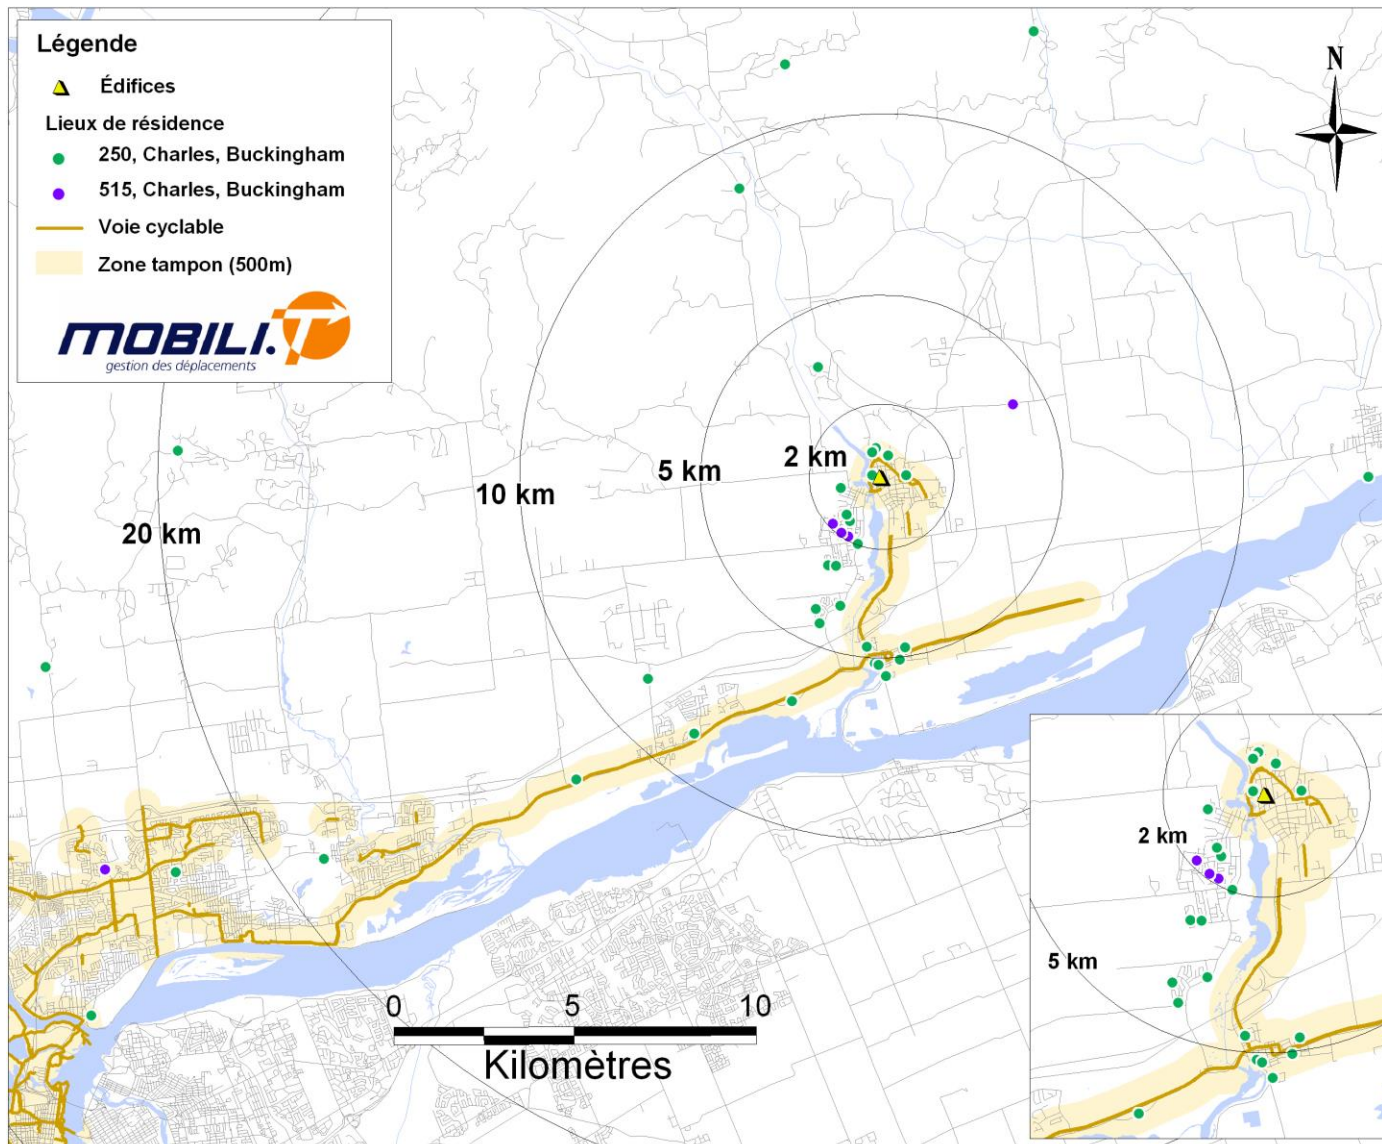 Légende
Édifices
Lieux de résidence
250, Charles, Buckingham
515, Charles, Buckingham
Voie cyclable
Zone tampon (500m)
MOBILI.T
gestion des déplacements
N
2 km
5 km
10 km
20 km
2 km
5 km
0 5 10
Kilomètres